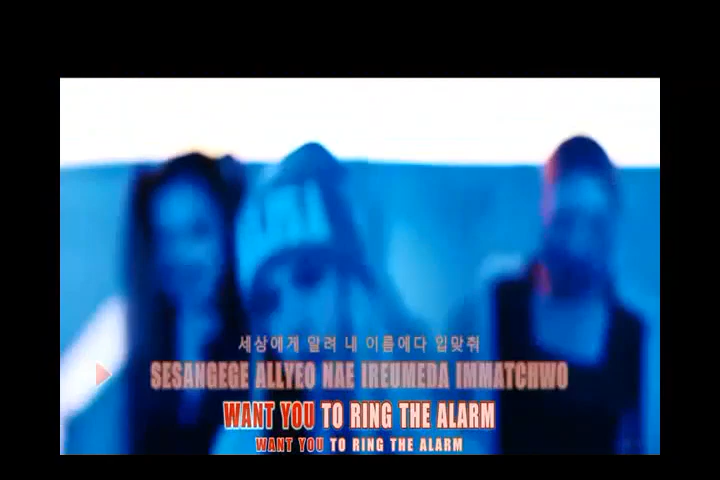 세상에게 알려 내 이름에다 입맞춰
SESANGEGE ALLYEO NAE IREUMEDA IMMATCHWO
WANT YOU TO RING THE ALARM
WANT YOU TO RING THE ALARM